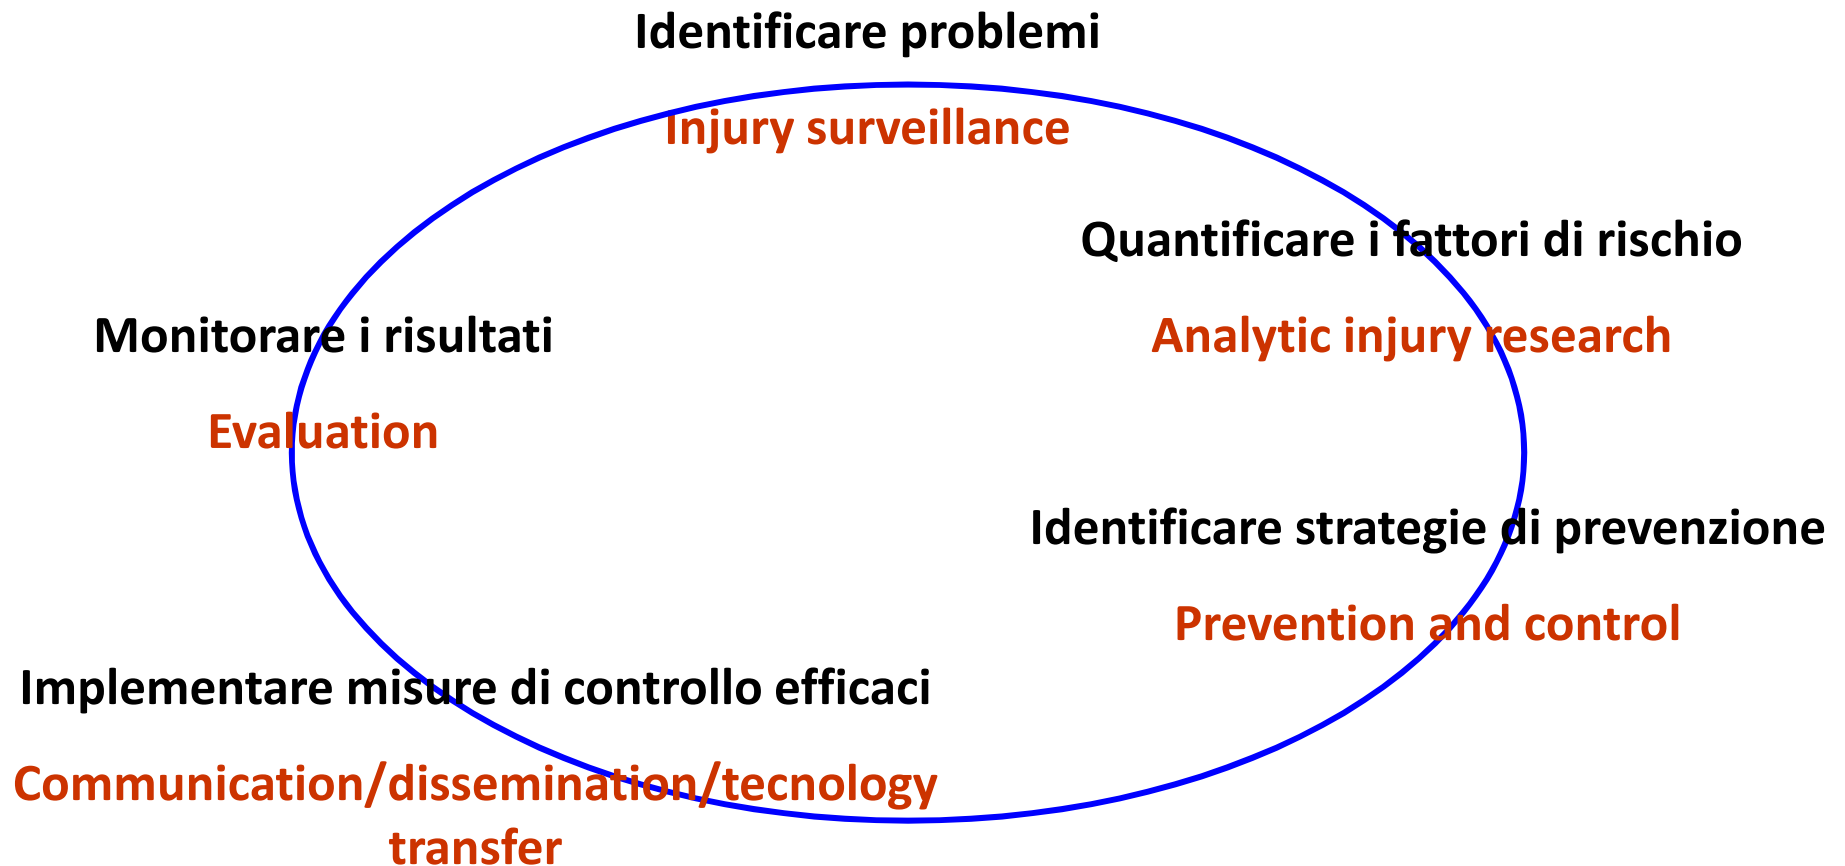 Identificare problemi
Injury surveillance
Quantificare i fattori di rischio
Analytic injury research
Monitorare i risultati
Evaluation
Identificare strategie di prevenzione
Prevention and control
Implementare misure di controllo efficaci
Communication/dissemination/tecnology
transfer